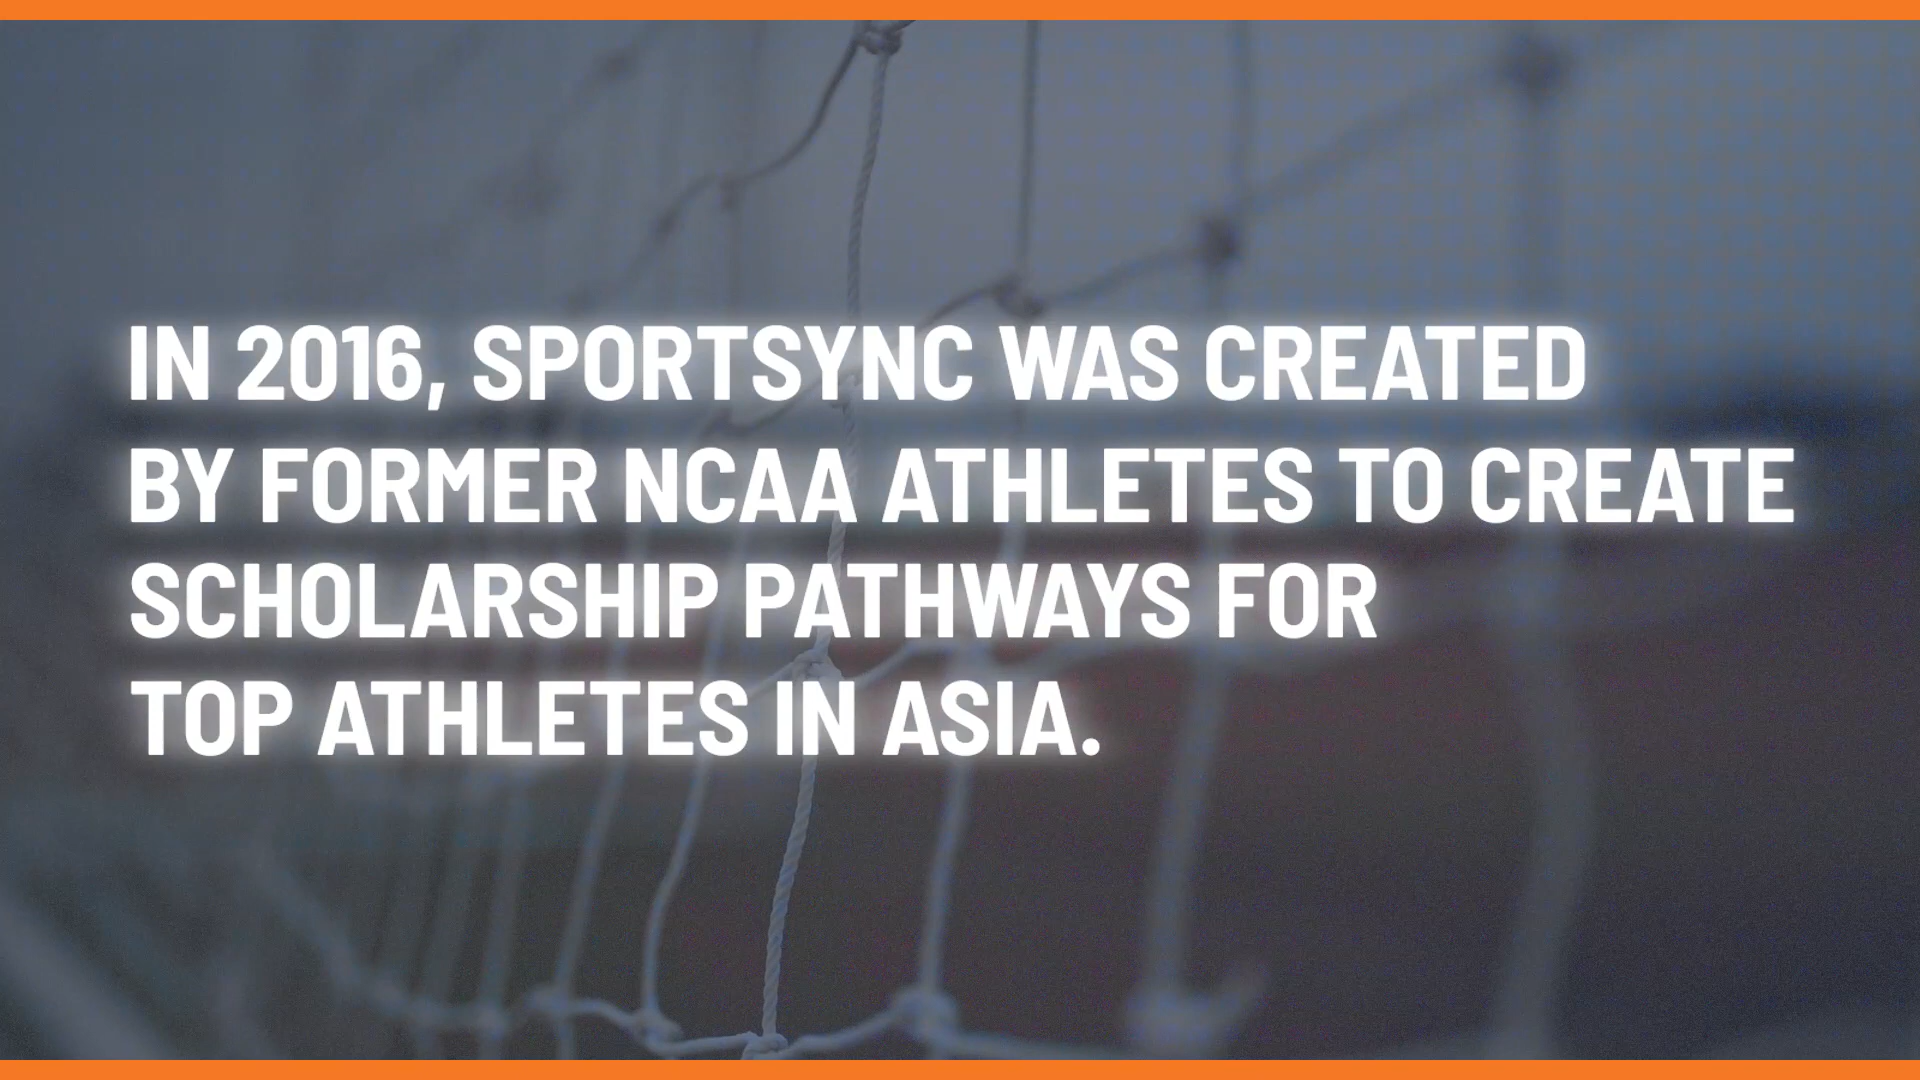 IN 2016, SPORTSYNC WAS CREATED
BY FORMER NCAA ATHLETES TO CREATE
SCHOLARSHIP PATHWAYS FOR
TOP ATHLETES IN ASIA.